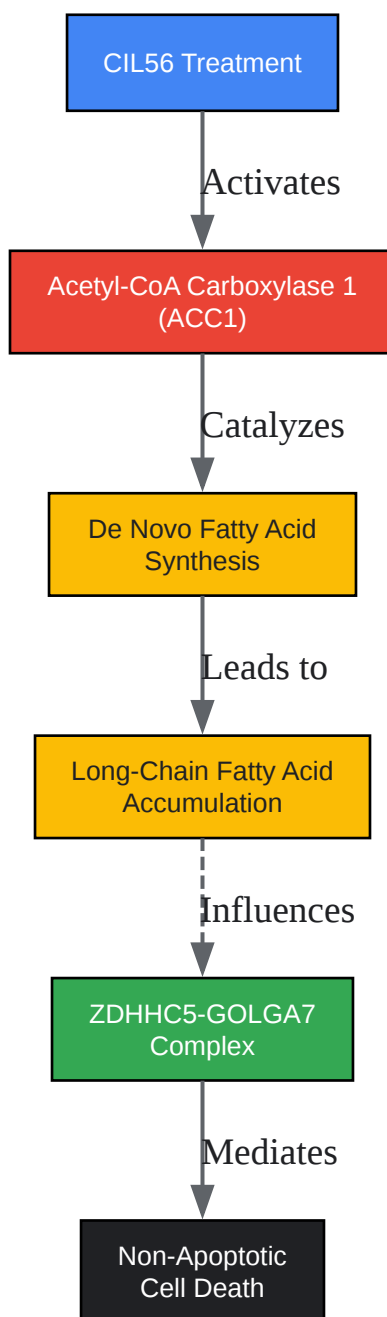 CIL56 Treatment
Activates
Acetyl-CoA Carboxylase 1
(ACC1)
Catalyzes
De Novo Fatty Acid
Synthesis
Leads to
Long-Chain Fatty Acid
Accumulation
Influences
ZDHHC5-GOLGA7
Complex
Mediates
Non-Apoptotic
Cell Death